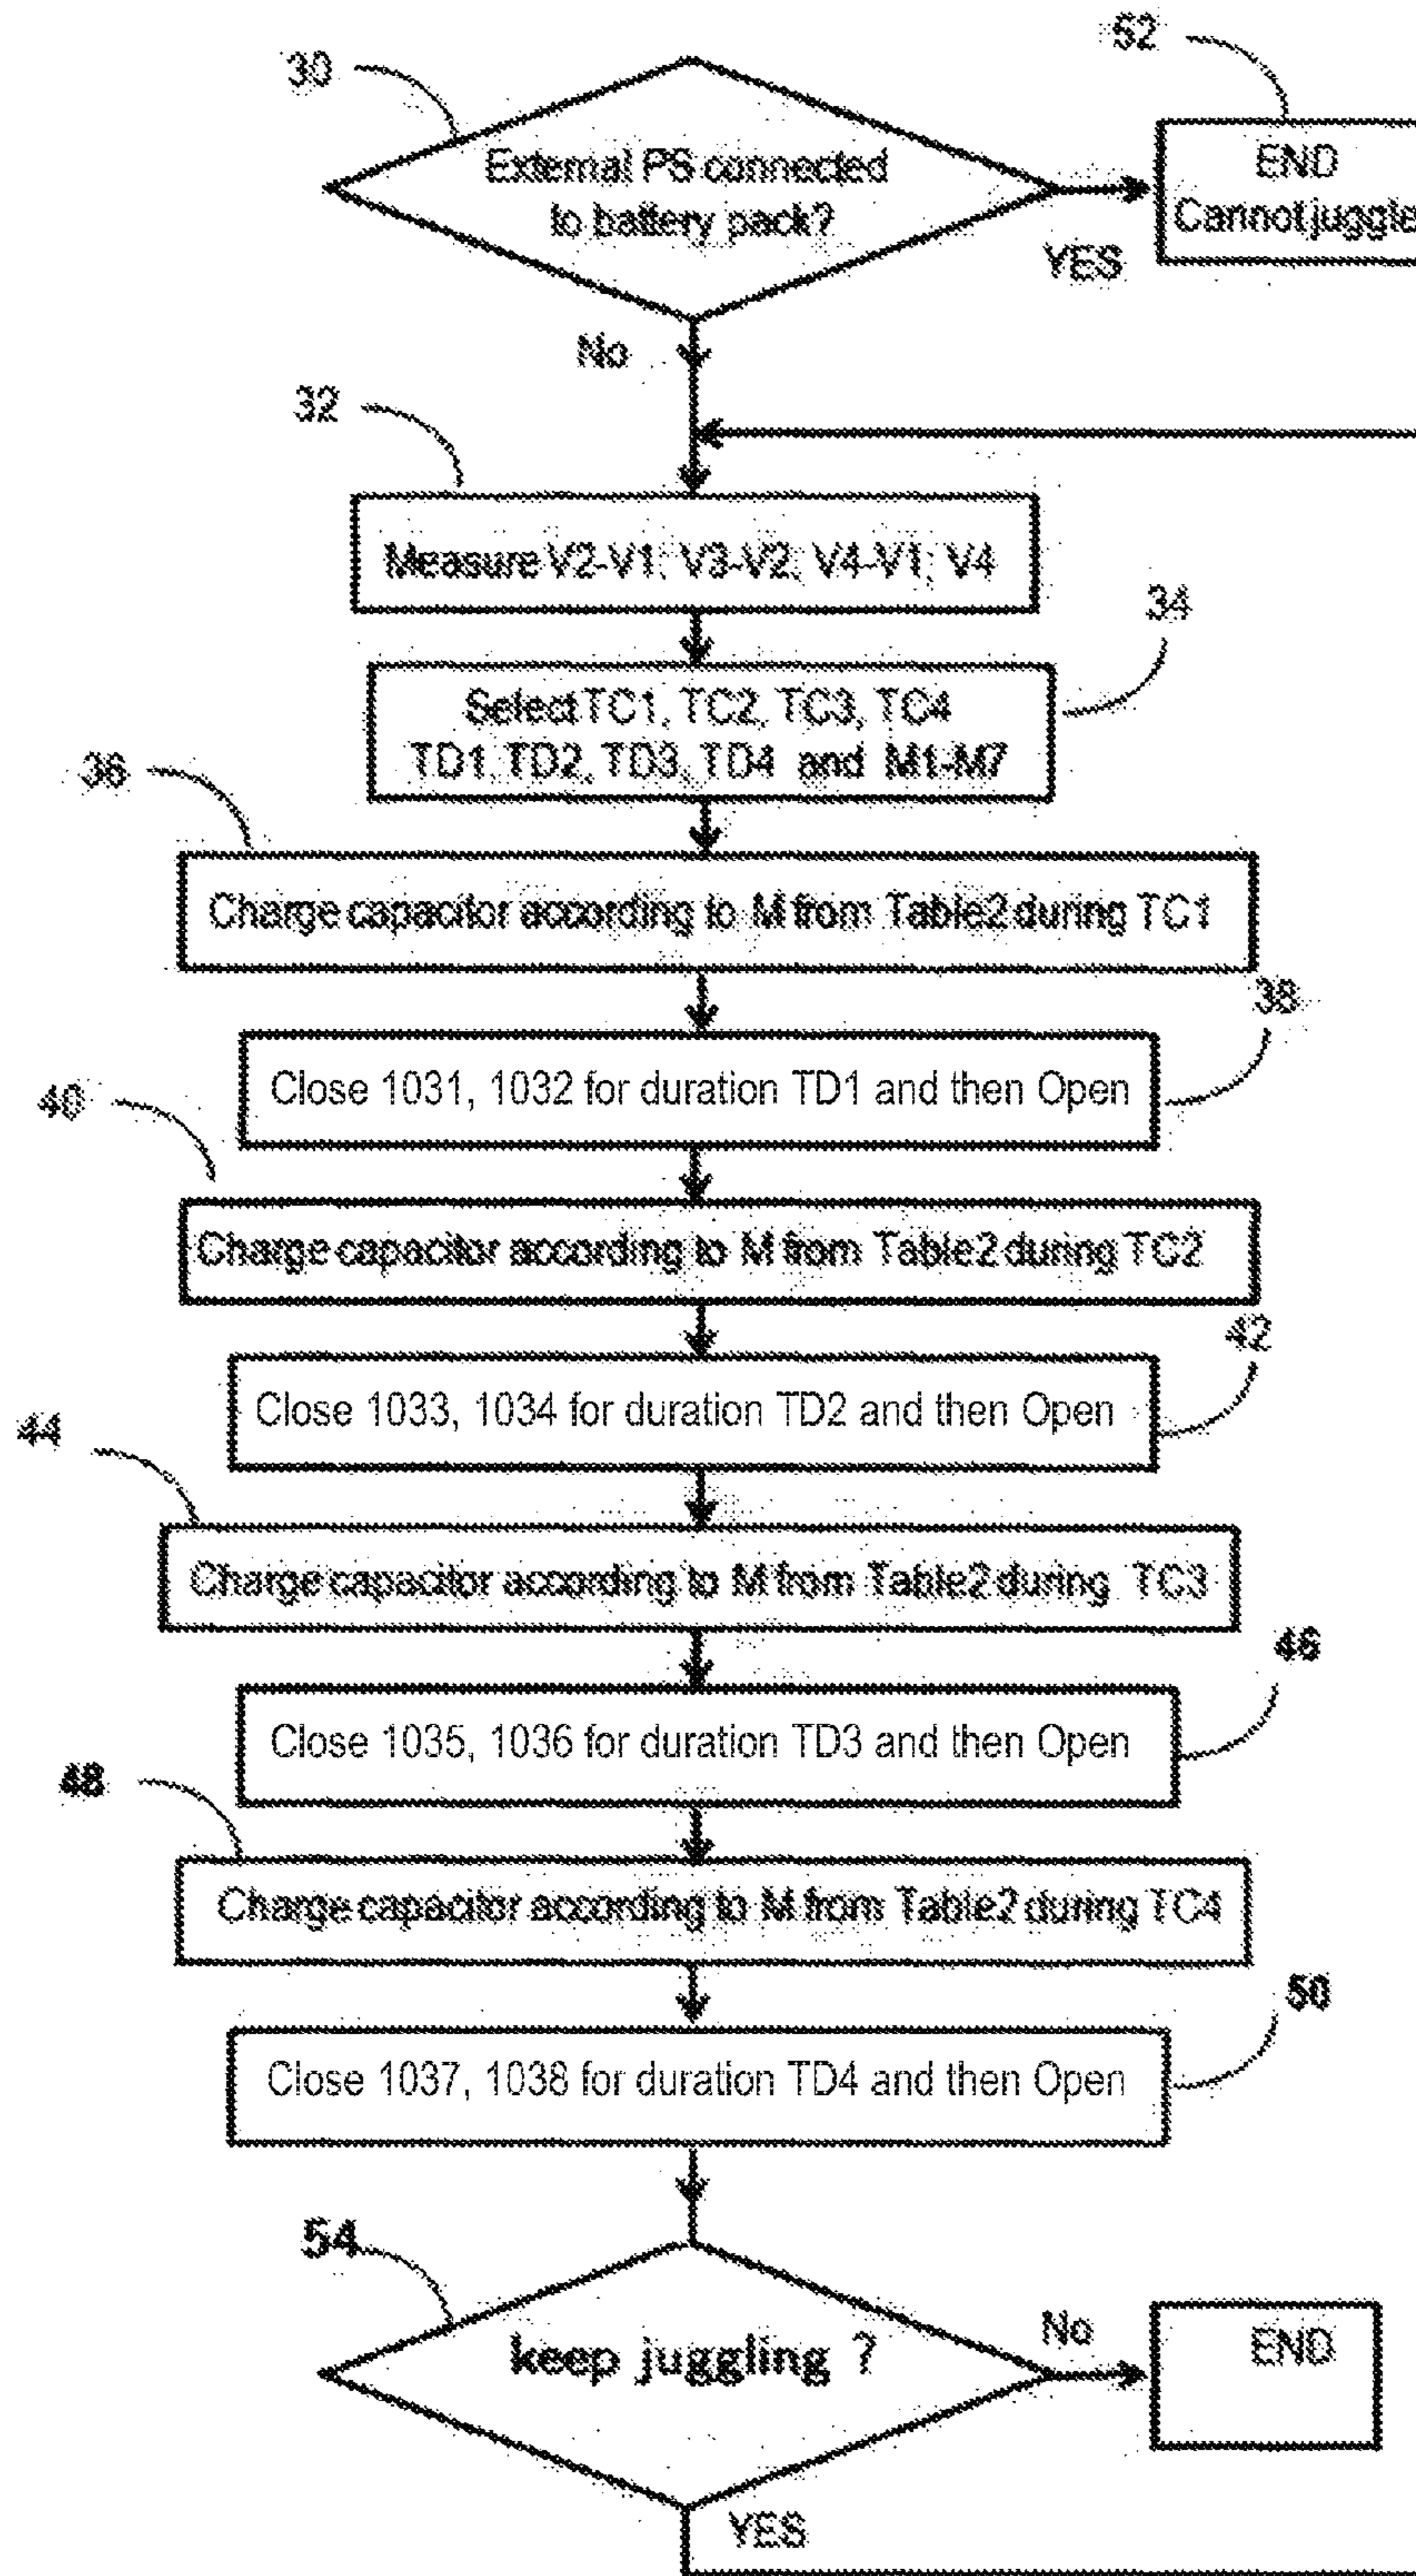 30
External PS connected
to battery pack?
52
END
Cannot juggle
YES
No
32
Measure V2-V1; V3-V2; V4-V1; V4
34
Select TC1, TC2, TC3, TC4
TD1, TD2, TD3, TD4 and M1-M7
36
Charge capacitor according to M from Table2 during TC1
38
Close 1031, 1032 for duration TD1 and then Open
40
Charge capacitor according to M from Table2 during TC2
42
Close 1033, 1034 for duration TD2 and then Open
44
Charge capacitor according to M from Table2 during TC3
46
Close 1035, 1036 for duration TD3 and then Open
48
Charge capacitor according to M from Table2 during TC4
50
Close 1037, 1038 for duration TD4 and then Open
54
keep juggling ?
No
END
YES